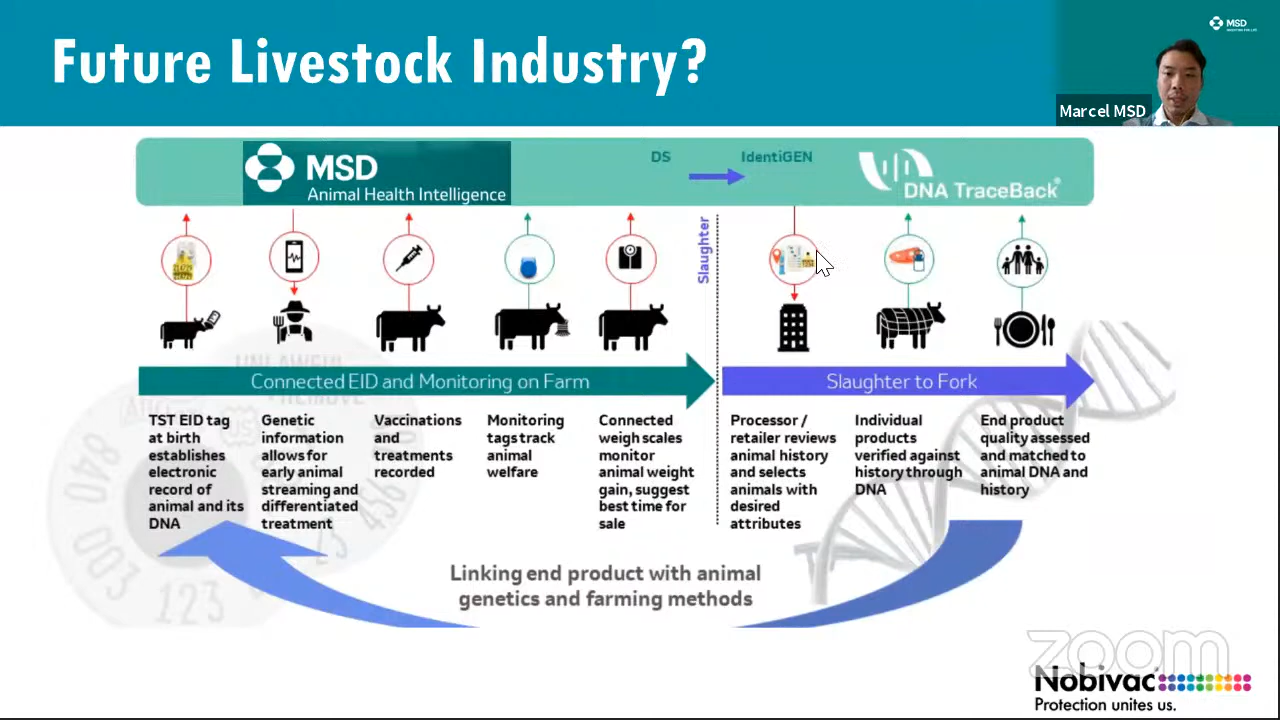 Future Livestock Industry?
MSD
INVENTING FOR LIFE
Marcel MSD
MSD
Animal Health Intelligence
DS
IdentiGEN
DNA TraceBack®
Slaughter
UNLAWFUL
REMOVE
840
003
123
Connected EID and Monitoring on Farm
Slaughter to Fork
TST EID tag
at birth
establishes
electronic
record of
animal and its
DNA
Genetic
information
allows for
early animal
streaming and
differentiated
treatment
Vaccinations
and
treatments
recorded
Monitoring
tags track
animal
welfare
Connected
weigh scales
monitor
animal weight
gain, suggest
best time for
sale
Processor /
retailer reviews
animal history
and selects
animals with
desired
attributes
Individual
products
verified against
history through
DNA
End product
quality assessed
and matched to
animal DNA and
history
Linking end product with animal
genetics and farming methods
zoom
Nobivac
Protection unites us.